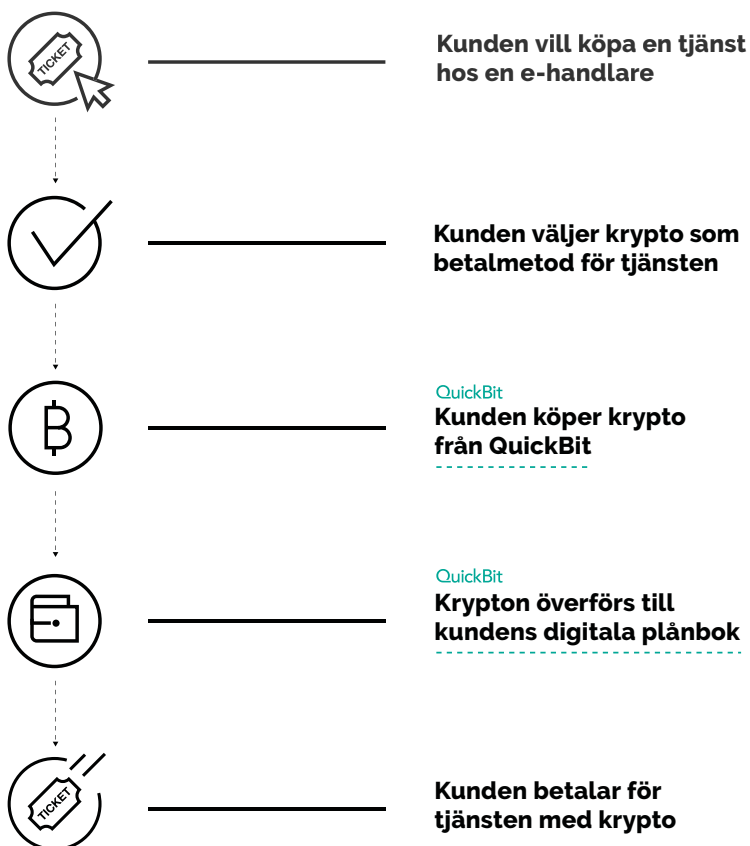 TICKET
Kunden vill köpa en tjänst
hos en e-handlare
Kunden väljer krypto som
betalmetod för tjänsten
QuickBit
Kunden köper krypto
från QuickBit
QuickBit
Krypton överförs till
kundens digitala plånbok
TICKET
Kunden betalar för
tjänsten med krypto